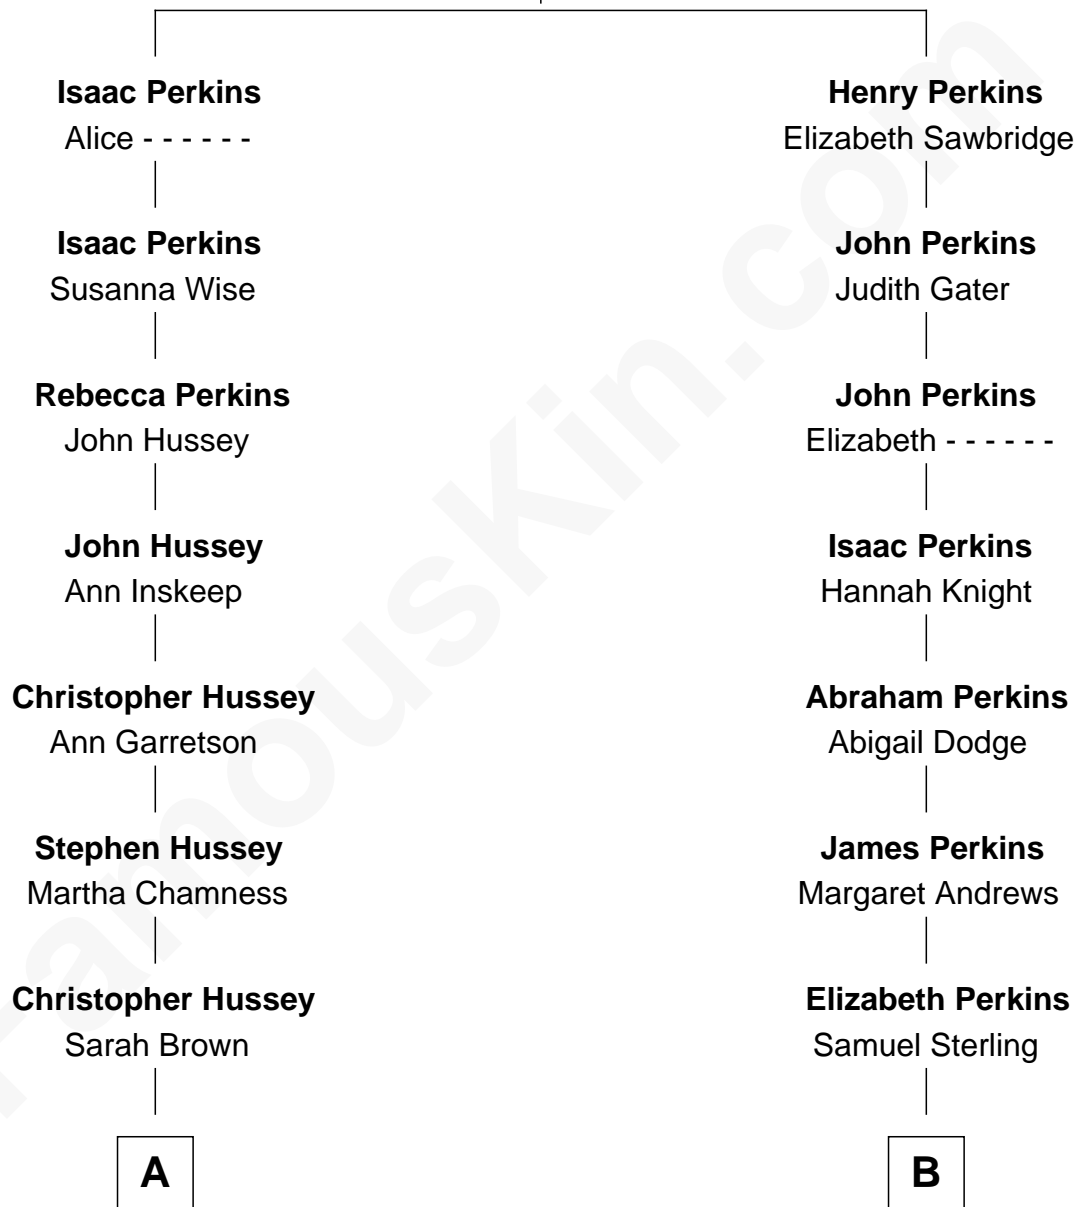 Isaac Perkins
Alice - - - - - -
Isaac Perkins
Susanna Wise
Rebecca Perkins
John Hussey
John Hussey
Ann Inskeep
Christopher Hussey
Ann Garretson
Stephen Hussey
Martha Chamness
Christopher Hussey
Sarah Brown
A
Henry Perkins
Elizabeth Sawbridge
John Perkins
Judith Gater
John Perkins
Elizabeth - - - - - -
Isaac Perkins
Hannah Knight
Abraham Perkins
Abigail Dodge
James Perkins
Margaret Andrews
Elizabeth Perkins
Samuel Sterling
B
FamousKin.com